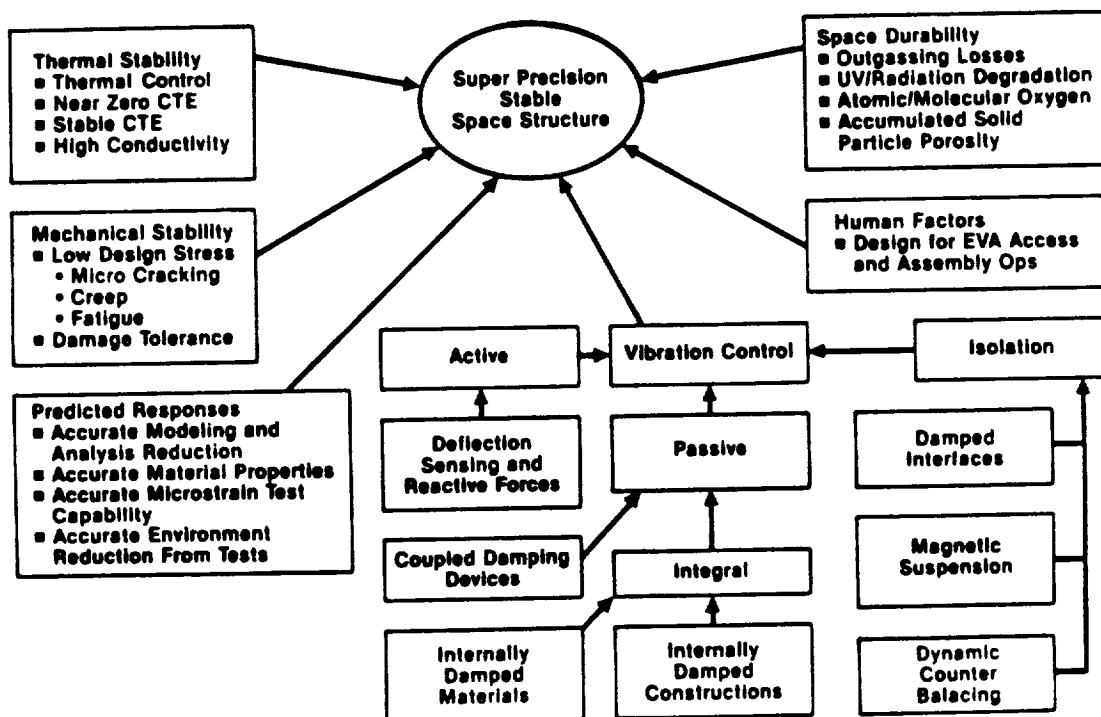 Thermal Stability
■ Thermal Control
■ Near Zero CTE
■ Stable CTE
■ High Conductivity
Super Precision
Stable
Space Structure
Space Durability
■ Outgassing Losses
■ UV/Radiation Degradation
■ Atomic/Molecular Oxygen
■ Accumulated Solid
Particle Porosity
Mechanical Stability
■ Low Design Stress
• Micro Cracking
• Creep
• Fatigue
■ Damage Tolerance
Human Factors
■ Design for EVA Access
and Assembly Ops
Predicted Responses
■ Accurate Modeling and
Analysis Reduction
■ Accurate Material Properties
■ Accurate Microstrain Test
Capability
■ Accurate Environment
Reduction From Tests
Active
Vibration Control
Isolation
Deflection
Sensing and
Reactive Forces
Passive
Damped
Interfaces
Coupled Damping
Devices
Integral
Magnetic
Suspension
Internally
Damped
Materials
Internally
Damped
Constructions
Dynamic
Counter
Balacing